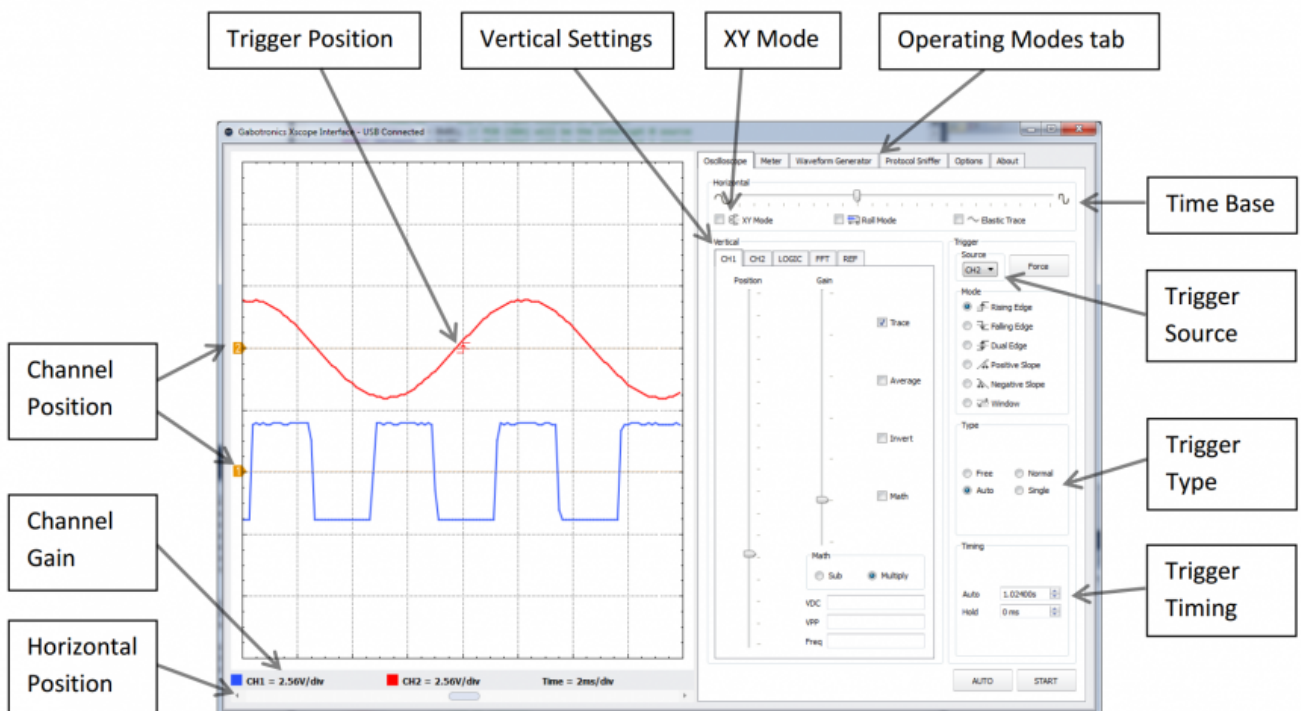 Trigger Position
Vertical Settings
XY Mode
Operating Modes tab
Gabotronics Xscope Interface - USB Connected
Oscilloscope Meter Waveform Generator Protocol Sniffer Options About
Horizontal
XY Mode Roll Mode Elastic Trace
Time Base
Vertical
CH1 CH2 LOGIC FFT REF
Position Gain
Trace
Average
Invert
Math
Math
Sub Multiply
VDC
VPP
Freq
Trigger
Source
CH2 Force
Mode
Rising Edge
Falling Edge
Dual Edge
Positive Slope
Negative Slope
Window
Type
Free Normal
Auto Single
Timing
Auto 1.02400s
Hold 0 ms
AUTO START
Trigger
Source
Trigger
Type
Trigger
Timing
2
1
Channel
Position
Channel
Gain
Horizontal
Position
CH1 = 2.56V/div CH2 = 2.56V/div Time = 2ms/div